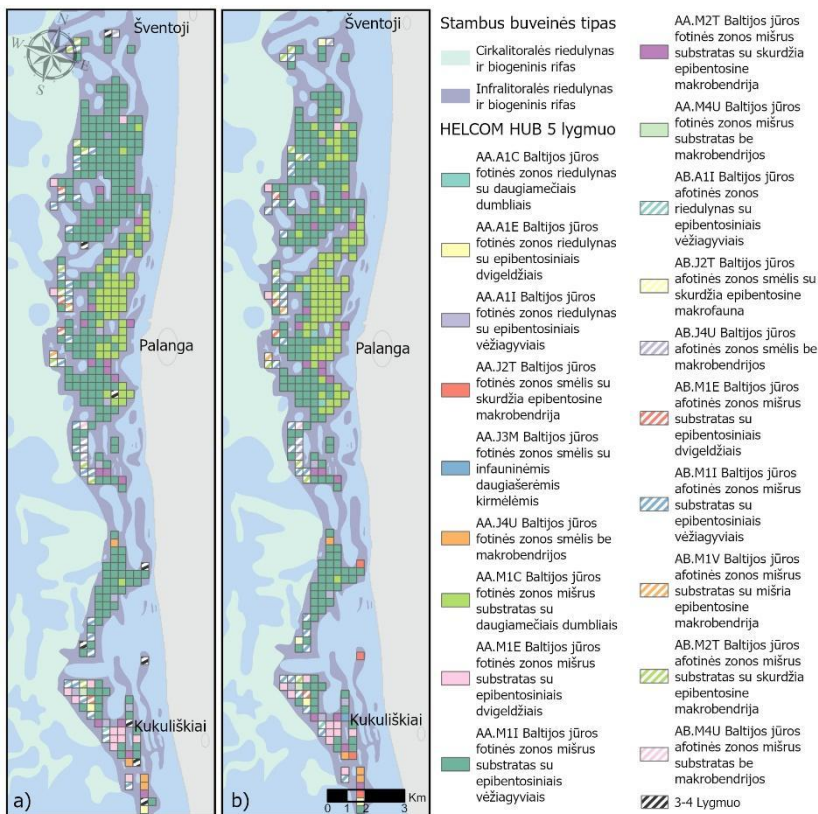 Šventoji
N
W
E
S
Palanga
Kukuliškiai
a)
Šventoji
Palanga
Kukuliškiai
b)
0 1 2 3 Km
Stambus buveinės tipas
Cirkalitoralės riedulynas
ir biogeninis rifas
Infralitoralės riedulynas
ir biogeninis rifas
HELCOM HUB 5 lygmuo
AA.A1C Baltijos jūros
fotinės zonos riedulynas
su daugiamečiais
dumbliais
AA.A1E Baltijos jūros
fotinės zonos riedulynas
su epibentosiniais
dvigeldžiais
AA.A1I Baltijos jūros
fotinės zonos riedulynas
su epibentosiniais
vėžiagyviais
AA.J2T Baltijos jūros
fotinės zonos smėlis su
skurdžia epibentosine
makrobendrija
AA.J3M Baltijos jūros
fotinės zonos smėlis su
infauninėmis
daugiašerėmis
kirmėlėmis
AA.J4U Baltijos jūros
fotinės zonos smėlis be
makrobendrijos
AA.M1C Baltijos jūros
fotinės zonos mišrus
substratas su
daugiamečiais dumbliais
AA.M1E Baltijos jūros
fotinės zonos mišrus
substratas su
epibentosiniais
dvigeldžiais
AA.M1I Baltijos jūros
fotinės zonos mišrus
substratas su
epibentosiniais
vėžiagyviais
AA.M2T Baltijos jūros
fotinės zonos mišrus
substratas su skurdžia
epibentosine
makrobendrija
AA.M4U Baltijos jūros
fotinės zonos mišrus
substratas be
makrobendrijos
AB.A1I Baltijos jūros
afotinės zonos
riedulynas su
epibentosiniais
vėžiagyviais
AB.J2T Baltijos jūros
afotinės zonos smėlis su
skurdžia epibentosine
makrofauna
AB.J4U Baltijos jūros
afotinės zonos smėlis be
makrobendrijos
AB.M1E Baltijos jūros
afotinės zonos mišrus
substratas su
epibentosiniais
dvigeldžiais
AB.M1I Baltijos jūros
afotinės zonos mišrus
substratas su
epibentosiniais
vėžiagyviais
AB.M1V Baltijos jūros
afotinės zonos mišrus
substratas su mišria
epibentosine
makrobendrija
AB.M2T Baltijos jūros
afotinės zonos mišrus
substratas su skurdžia
epibentosine
makrobendrija
AB.M4U Baltijos jūros
afotinės zonos mišrus
substratas be
makrobendrijos
3-4 Lygmuo